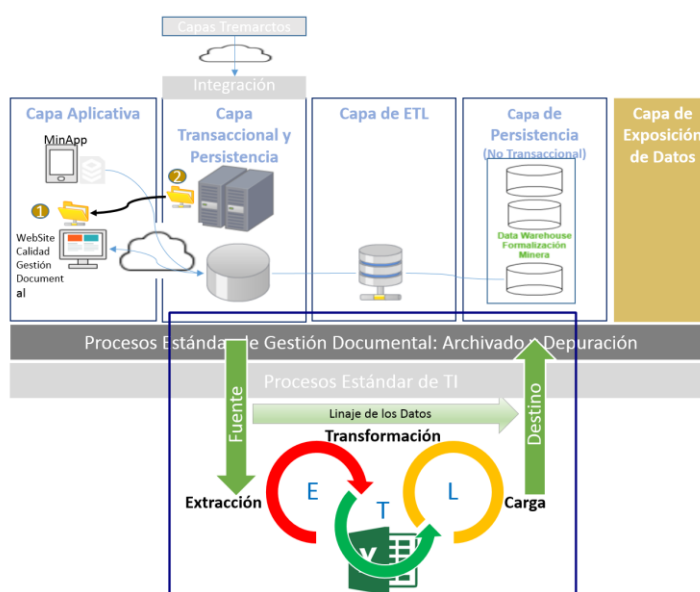 Capas Tremarctos
Integración
Capa Aplicativa
Capa
Transaccional y
Persistencia
Capa de ETL
Capa de
Persistencia
(No Transaccional)
Capa de
Exposición
de Datos
MinApp
1
2
WebSite
Calidad
Gestión
Document
al
Data Warehouse
Formalización
Minera
Procesos Estándar de Gestión Documental: Archivado y Depuración
Procesos Estándar de TI
Fuente
Linaje de los Datos
Destino
Transformación
Extracción
E
T
L
Carga
X